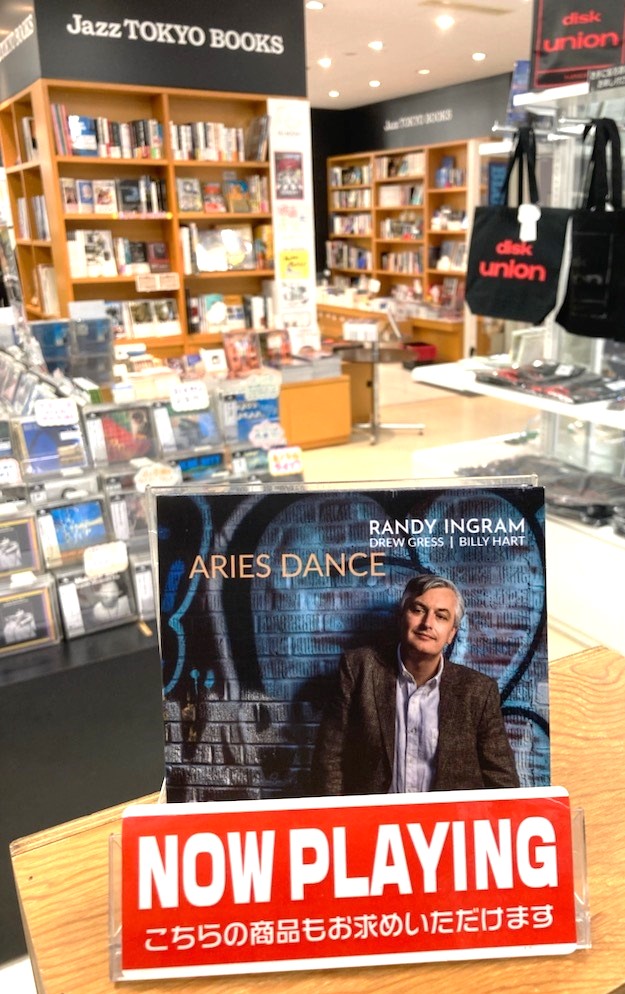 Jazz TOKYO BOOKS
Jazz TOKYO BOOKS
disk
union
disk
union
RANDY INGRAM
DREW GRESS | BILLY HART
ARIES DANCE
NOW PLAYING
こちらの商品もお求めいただけます